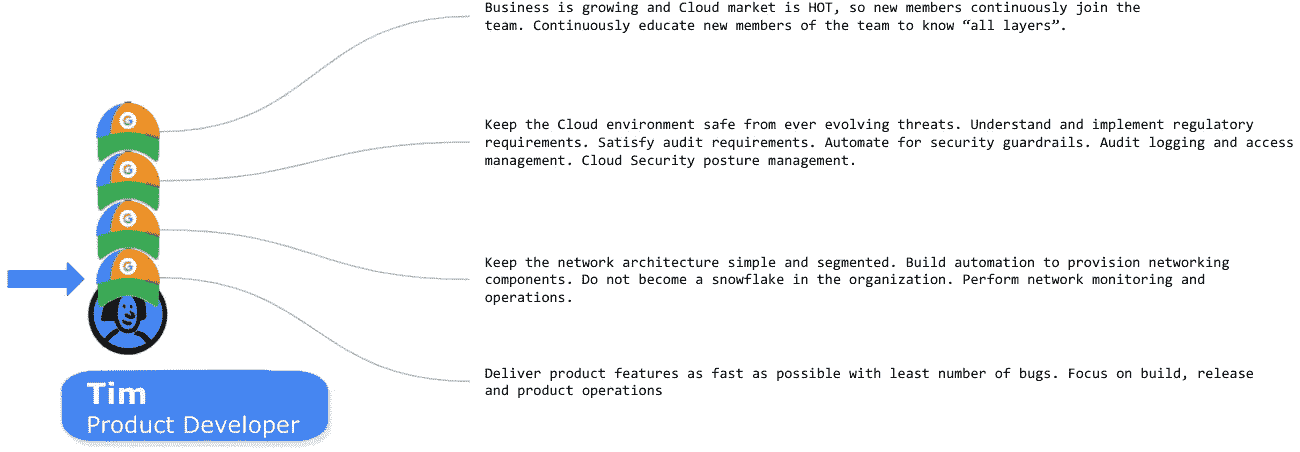 Business is growing and Cloud market is HOT, so new members continuously join the
team. Continuously educate new members of the team to know “all layers”.
Keep the Cloud environment safe from ever evolving threats. Understand and implement regulatory
requirements. Satisfy audit requirements. Automate for security guardrails. Audit logging and access
management. Cloud Security posture management.
Keep the network architecture simple and segmented. Build automation to provision networking
components. Do not become a snowflake in the organization. Perform network monitoring and
operations.
Deliver product features as fast as possible with least number of bugs. Focus on build, release
and product operations
G
G
G
G
Tim
Product Developer